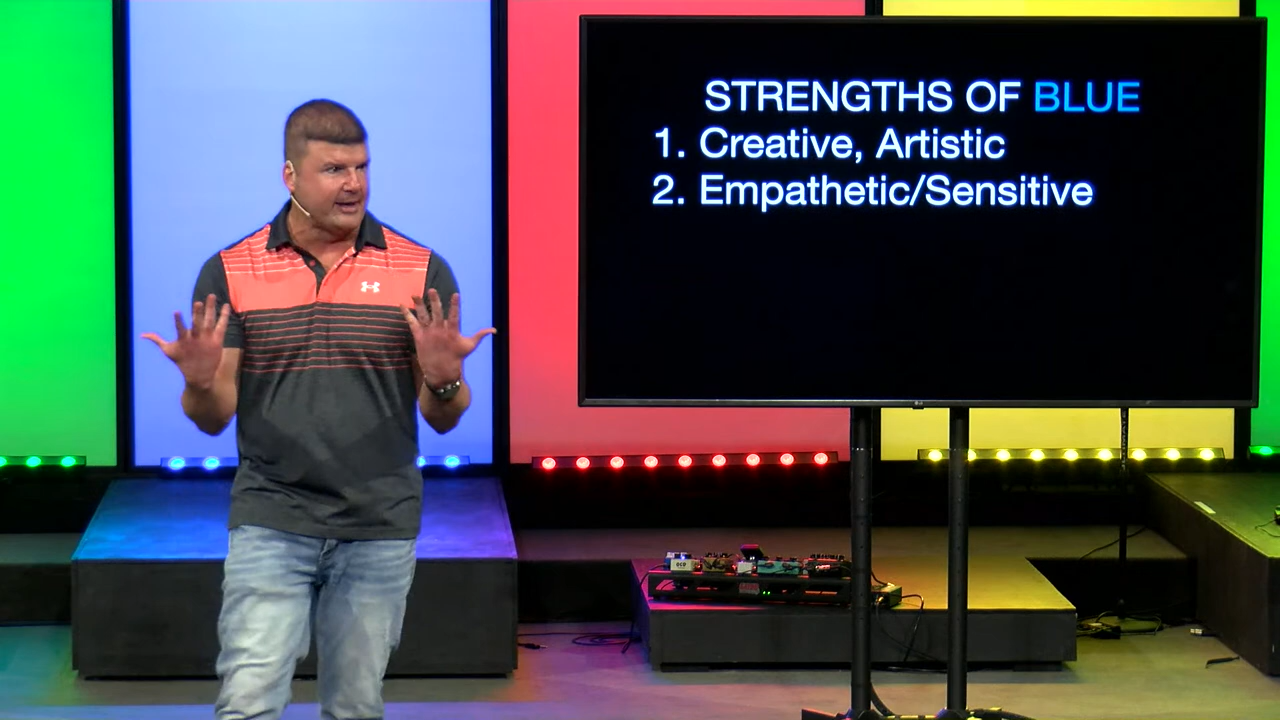 STRENGTHS OF BLUE
1. Creative, Artistic
2. Empathetic/Sensitive